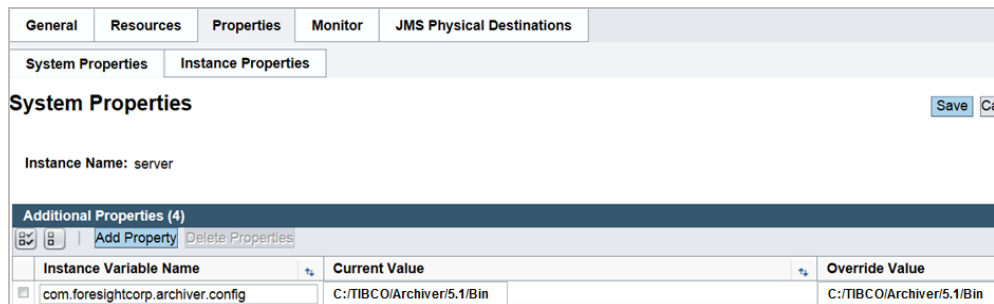 General Resources Properties Monitor JMS Physical Destinations
System Properties Instance Properties
System Properties
Save
Instance Name: server
Additional Properties (4)
Add Property Delete Properties
Instance Variable Name Current Value Override Value
com.foresightcorp.archiver.config C:/TIBCO/Archiver/5.1/Bin C:/TIBCO/Archiver/5.1/Bin